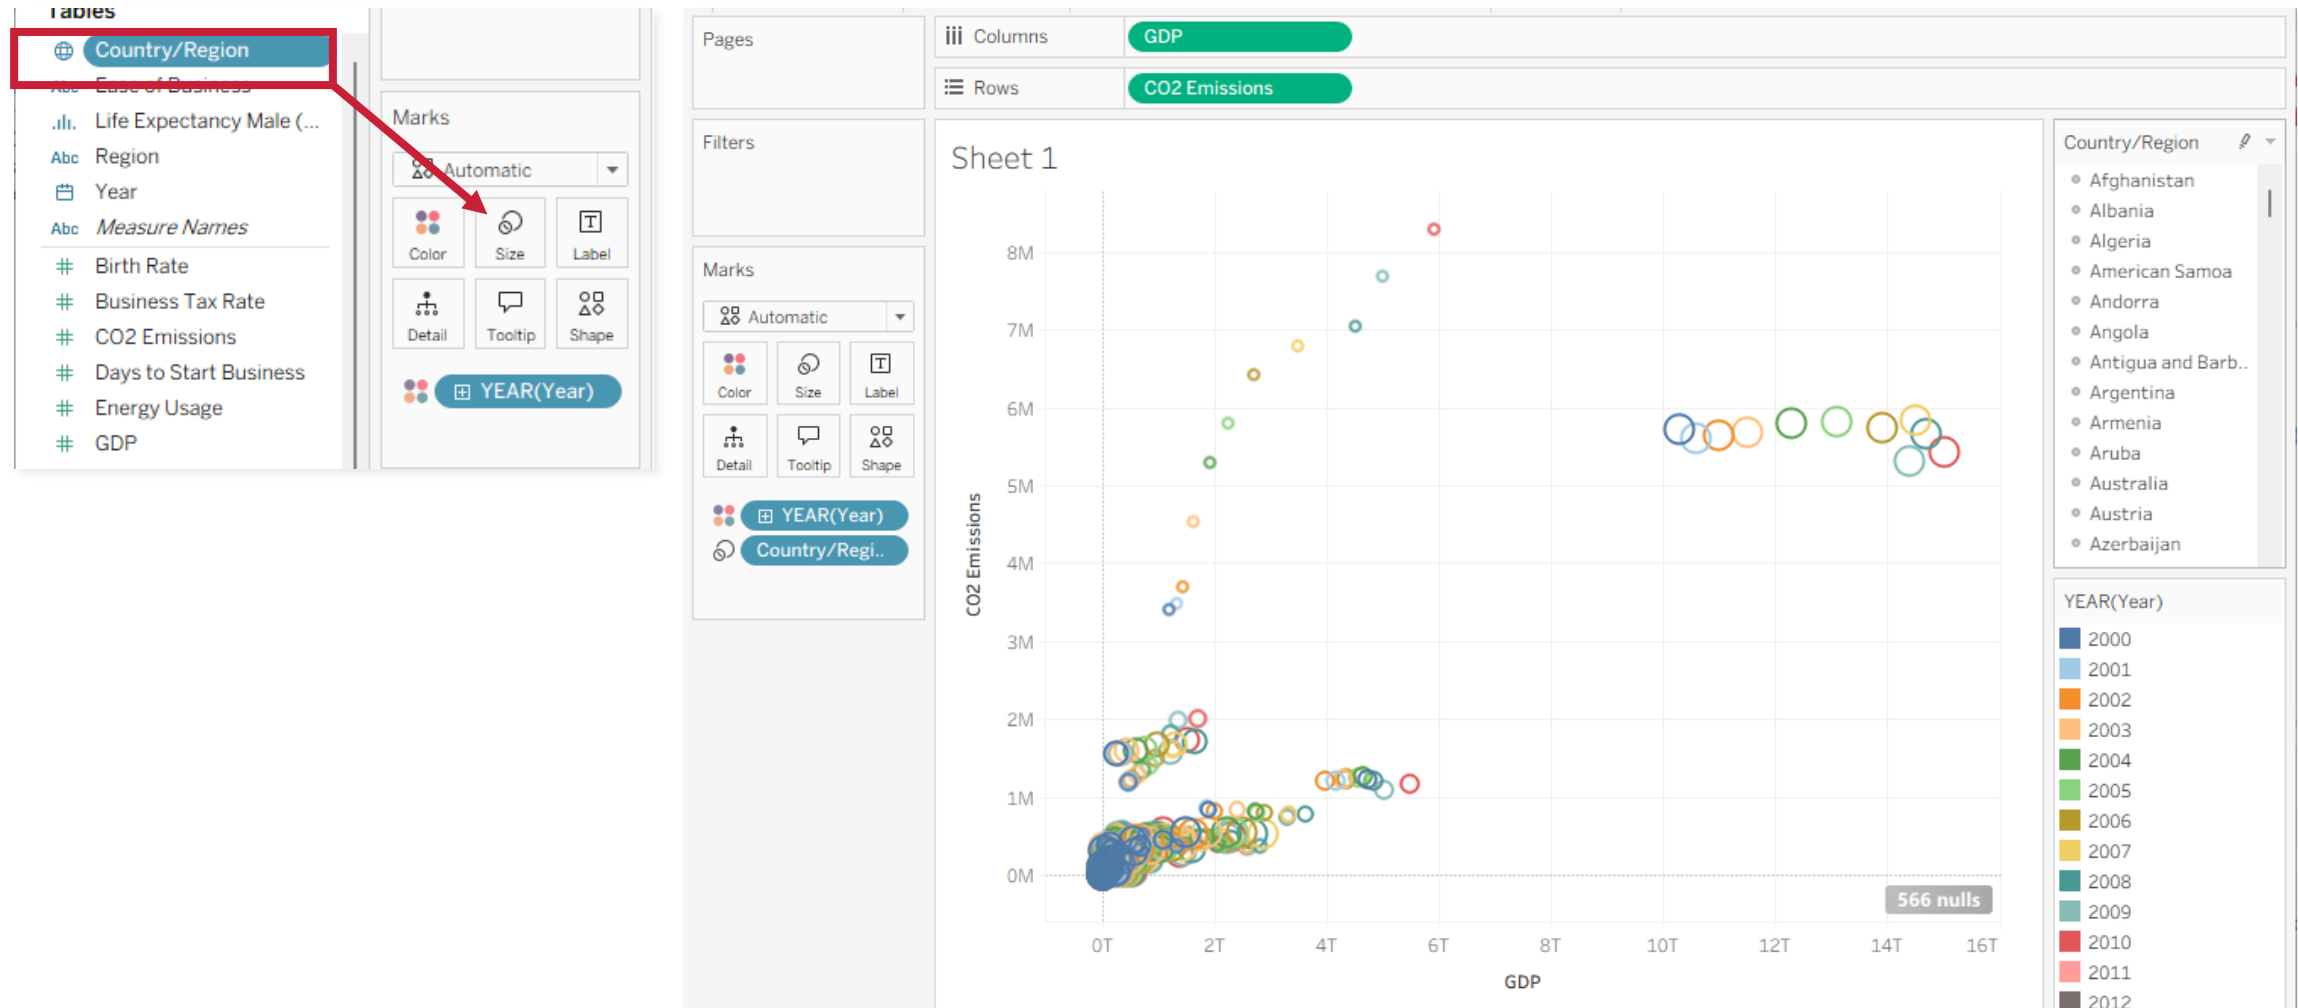 Tables
Country/Region
Abc Ease of Business
Life Expectancy Male (...
Abc Region
Year
Abc Measure Names
Birth Rate
Business Tax Rate
CO2 Emissions
Days to Start Business
Energy Usage
GDP
Marks
Automatic
Color Size Label
Detail Tooltip Shape
YEAR(Year)
Pages
Columns GDP
Rows CO2 Emissions
Filters
Marks
Automatic
Color Size Label
Detail Tooltip Shape
YEAR(Year)
Country/Regi..
Sheet 1
CO2 Emissions
8M
7M
6M
5M
4M
3M
2M
1M
0M
566 nulls
0T 2T 4T 6T 8T 10T 12T 14T 16T
GDP
Country/Region
Afghanistan
Albania
Algeria
American Samoa
Andorra
Angola
Antigua and Barb..
Argentina
Armenia
Aruba
Australia
Austria
Azerbaijan
YEAR(Year)
2000
2001
2002
2003
2004
2005
2006
2007
2008
2009
2010
2011
2012